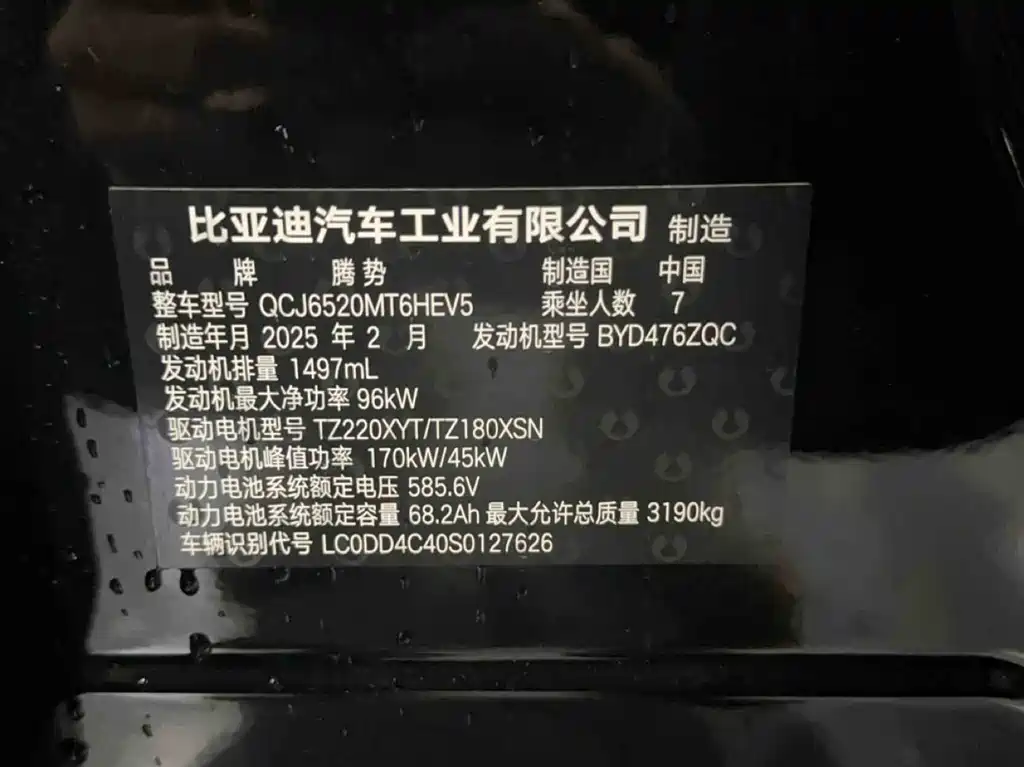 比亚迪汽车工业有限公司 制造
品 牌 腾势 制造国 中国
整车型号 QCJ6520MT6HEV5 乘坐人数 7
制造年月 2025 年 2 月 发动机型号 BYD476ZQC
发动机排量 1497mL
发动机最大净功率 96kW
驱动电机型号 TZ220XYT/TZ180XSN
驱动电机峰值功率 170kW/45kW
动力电池系统额定电压 585.6V
动力电池系统额定容量 68.2Ah 最大允许总质量 3190kg
车辆识别代号 LC0DD4C40S0127626